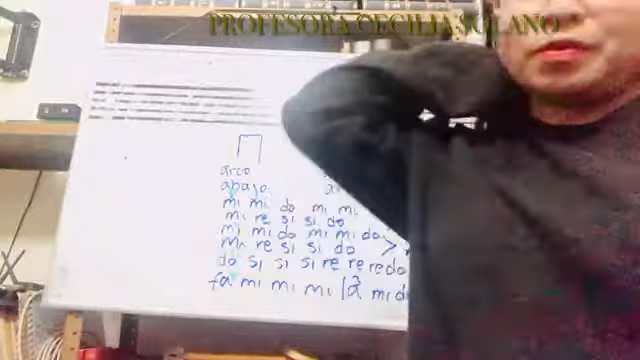 PROFESORA CECILIA SOLANO
arco
abajo
mi mi do mi mi
mi re si si do
mi mi do mi mi do
mi re si si do
do si si si re re re do
fa mi mi mi la mi